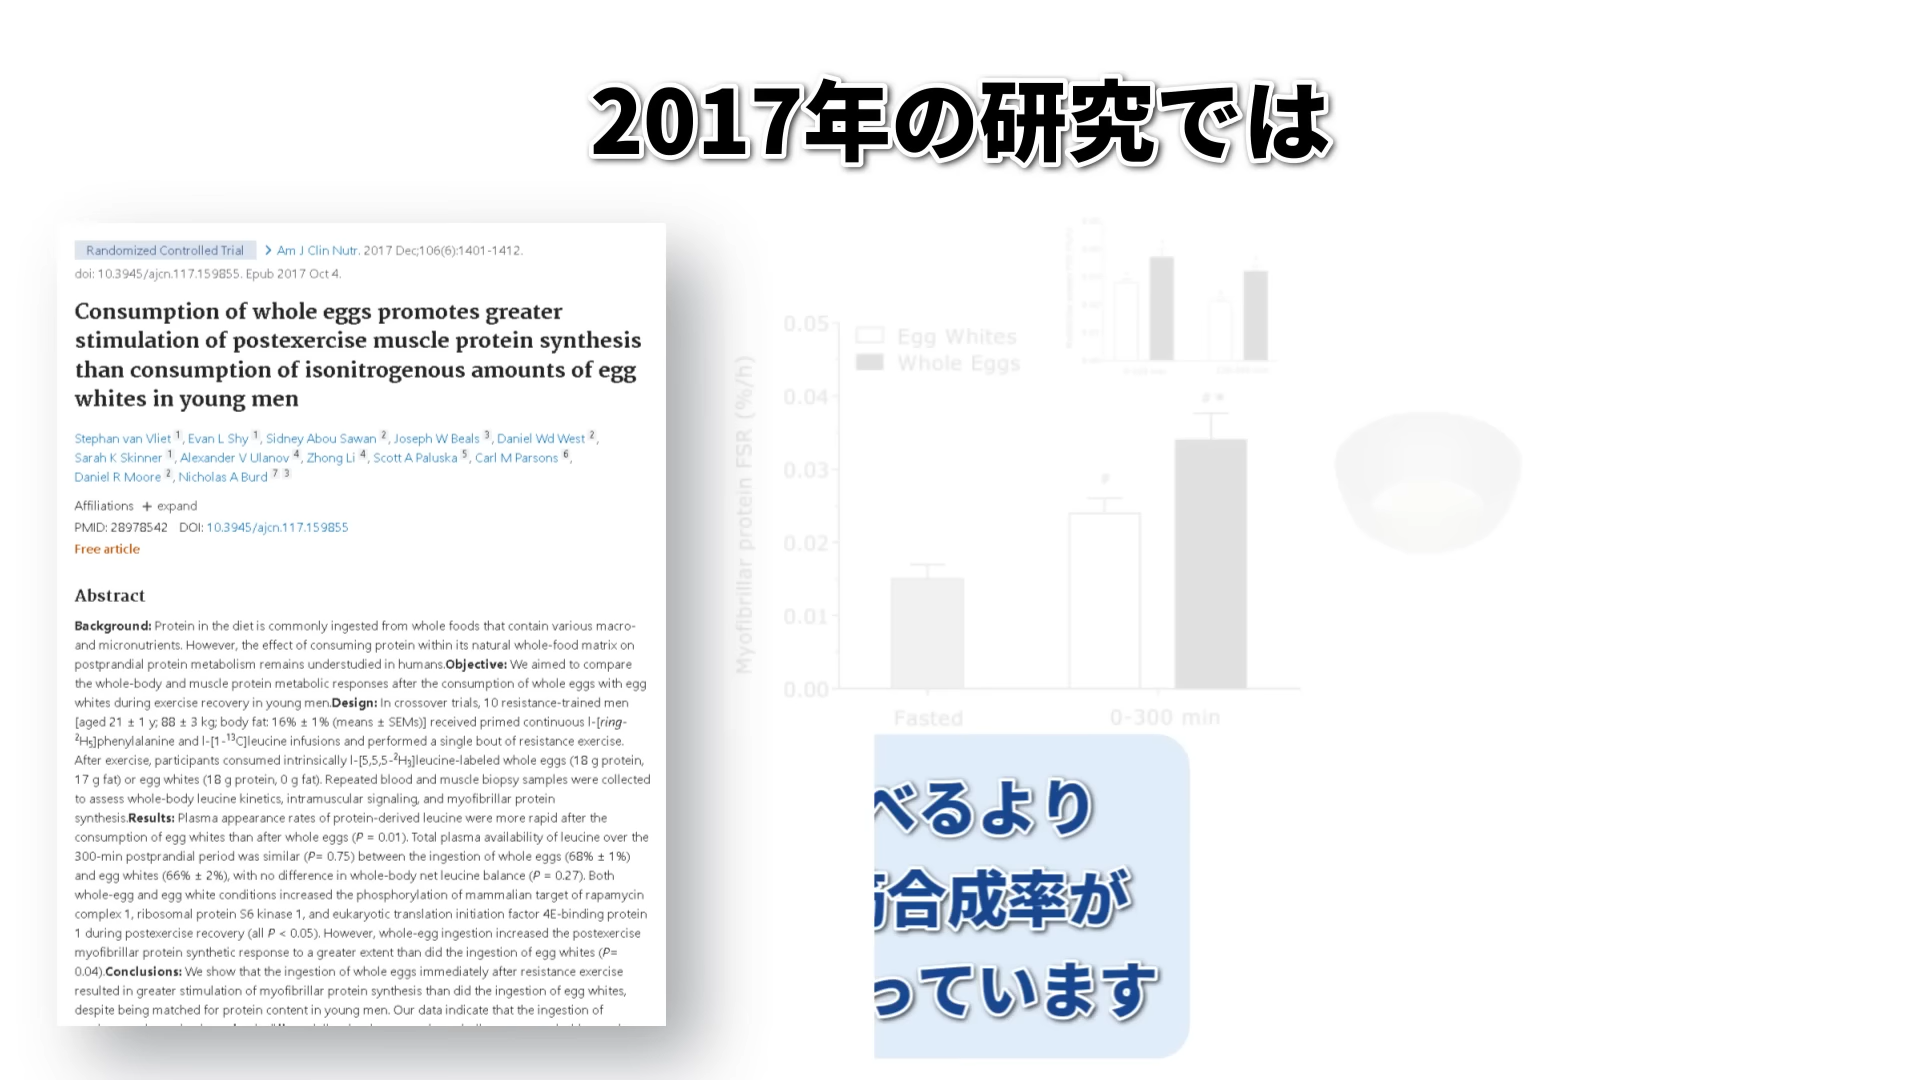 2017年の研究では
Randomized Controlled Trial
Am J Clin Nutr. 2017 Dec;106(6):1401-1412.
doi: 10.3945/ajcn.117.159855. Epub 2017 Oct 4.
Consumption of whole eggs promotes greater
stimulation of postexercise muscle protein synthesis
than consumption of isonitrogenous amounts of egg
whites in young men
Stephan van Vliet 1, Evan L Shy 1, Sidney Abou Sawan 2, Joseph W Beals 3, Daniel Wd West 2,
Sarah K Skinner 1, Alexander V Ulanov 4, Zhong Li 4, Scott A Paluska 5, Carl M Parsons 6,
Daniel R Moore 2, Nicholas A Burd 7 3
Affiliations + expand
PMID: 28978542 DOI: 10.3945/ajcn.117.159855
Free article
Abstract
Background: Protein in the diet is commonly ingested from whole foods that contain various macro-
and micronutrients. However, the effect of consuming protein within its natural whole-food matrix on
postprandial protein metabolism remains understudied in humans.Objective: We aimed to compare
the whole-body and muscle protein metabolic responses after the consumption of whole eggs with egg
whites during exercise recovery in young men.Design: In crossover trials, 10 resistance-trained men
[aged 21 ± 1 y; 88 ± 3 kg; body fat: 16% ± 1% (means ± SEMs)] received primed continuous l-[ring-
2H5]phenylalanine and l-[1-13C]leucine infusions and performed a single bout of resistance exercise.
After exercise, participants consumed intrinsically l-[5,5,5-2H3]leucine-labeled whole eggs (18 g protein,
17 g fat) or egg whites (18 g protein, 0 g fat). Repeated blood and muscle biopsy samples were collected
to assess whole-body leucine kinetics, intramuscular signaling, and myofibrillar protein
synthesis.Results: Plasma appearance rates of protein-derived leucine were more rapid after the
consumption of egg whites than after whole eggs (P = 0.01). Total plasma availability of leucine over the
300-min postprandial period was similar (P= 0.75) between the ingestion of whole eggs (68% ± 1%)
and egg whites (66% ± 2%), with no difference in whole-body net leucine balance (P = 0.27). Both
whole-egg and egg white conditions increased the phosphorylation of mammalian target of rapamycin
complex 1, ribosomal protein S6 kinase 1, and eukaryotic translation initiation factor 4E-binding protein
1 during postexercise recovery (all P < 0.05). However, whole-egg ingestion increased the postexercise
myofibrillar protein synthetic response to a greater extent than did the ingestion of egg whites (P=
0.04).Conclusions: We show that the ingestion of whole eggs immediately after resistance exercise
resulted in greater stimulation of myofibrillar protein synthesis than did the ingestion of egg whites,
despite being matched for protein content in young men. Our data indicate that the ingestion of
Myofibrillar protein FSR (%/h)
0.05
0.04
0.03
0.02
0.01
0.00
Egg Whites
Whole Eggs
#
# *
Fasted
0-300 min
べるより
合成率が
っています